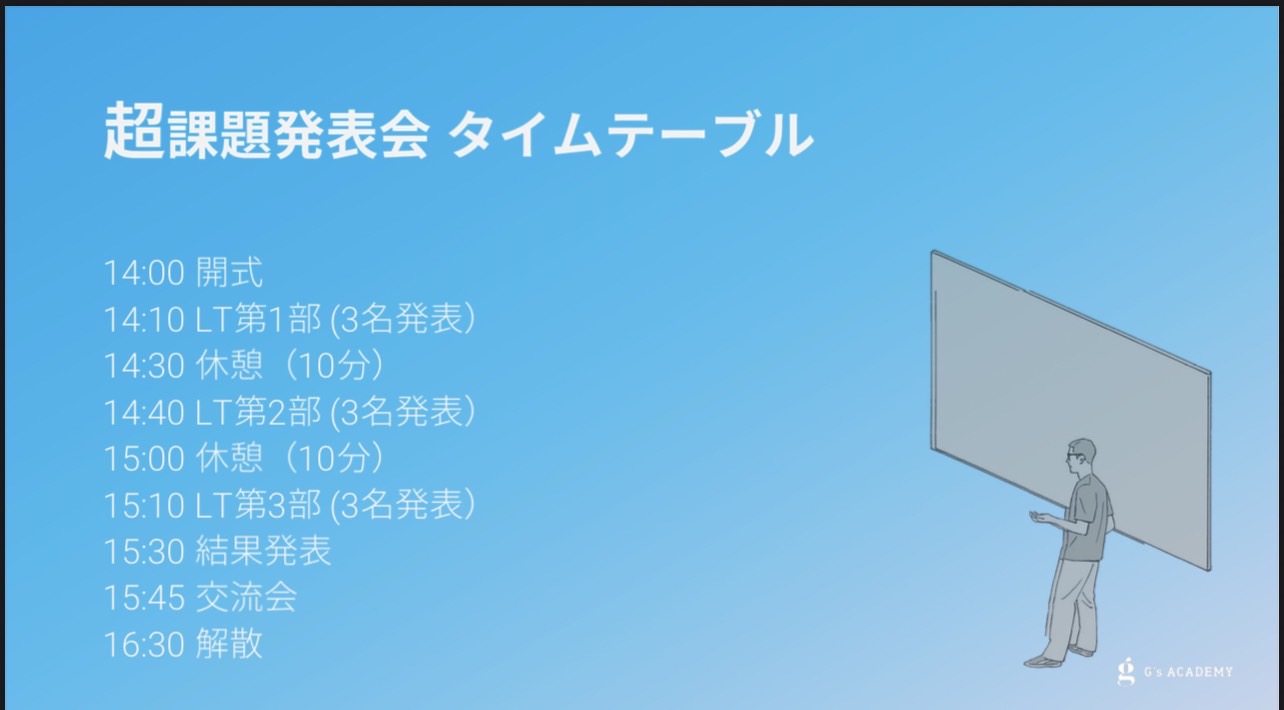 超課題発表会 タイムテーブル
14:00 開式
14:10 LT第1部 (3名発表）
14:30 休憩（10分）
14:40 LT第2部 (3名発表）
15:00 休憩（10分）
15:10 LT第3部 (3名発表）
15:30 結果発表
15:45 交流会
16:30 解散
g G's ACADEMY